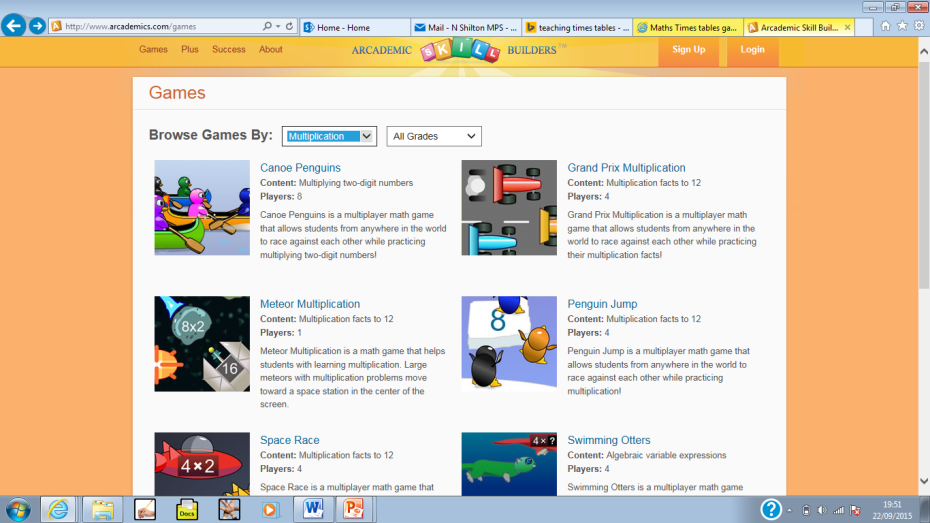 http://www.arcademics.com/games
Home - Home
Mail - N Shilton MPS - ...
teaching times tables - ...
Maths Times tables ga...
Arcademic Skill Buil...
Games Plus Success About
ARCADEMIC SKILL BUILDERS™
Sign Up Login
Games
Browse Games By: Multiplication All Grades
Canoe Penguins
Content: Multiplying two-digit numbers
Players: 8
Canoe Penguins is a multiplayer math game
that allows students from anywhere in the world
to race against each other while practicing
multiplying two-digit numbers!
Grand Prix Multiplication
Content: Multiplication facts to 12
Players: 4
Grand Prix Multiplication is a multiplayer math
game that allows students from anywhere in the
world to race against each other while practicing
their multiplication facts!
8x2
16
Meteor Multiplication
Content: Multiplication facts to 12
Players: 1
Meteor Multiplication is a math game that helps
students with learning multiplication. Large
meteors with multiplication problems move
toward a space station in the center of the
screen.
8
Penguin Jump
Content: Multiplication facts to 12
Players: 4
Penguin Jump is a multiplayer math game that
allows students from anywhere in the world to
race against each other while practicing
multiplication!
4×2
Space Race
Content: Multiplication facts to 12
Players: 4
Space Race is a multiplayer math game that
4×?
Swimming Otters
Content: Algebraic variable expressions
Players: 4
Swimming Otters is a multiplayer math game
Docs
19:51
22/09/2015